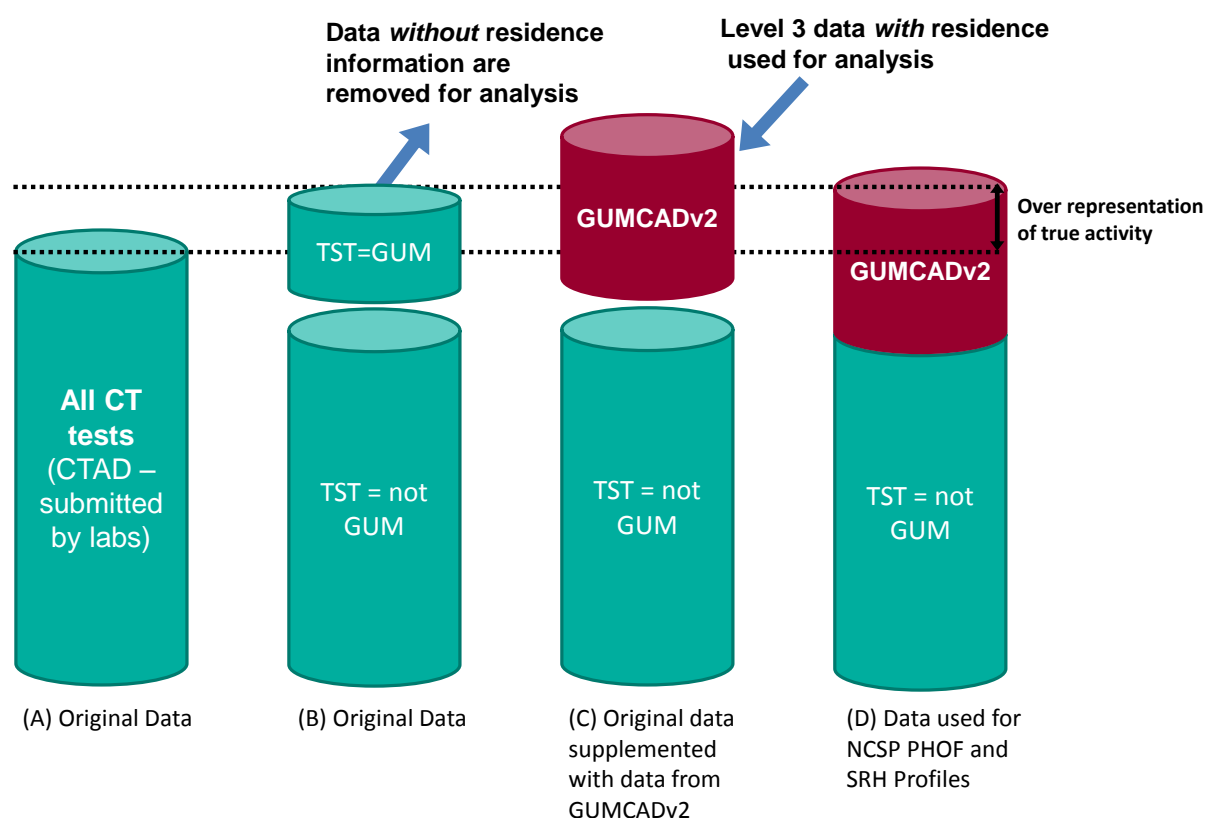 Data without residence
information are
removed for analysis
Level 3 data with residence
used for analysis
All CT
tests
(CTAD –
submitted
by labs)
TST=GUM
TST = not
GUM
GUMCADv2
TST = not
GUM
GUMCADv2
TST = not
GUM
Over representation
of true activity
(A) Original Data
(B) Original Data
(C) Original data
supplemented
with data from
GUMCADv2
(D) Data used for
NCSP PHOF and
SRH Profiles